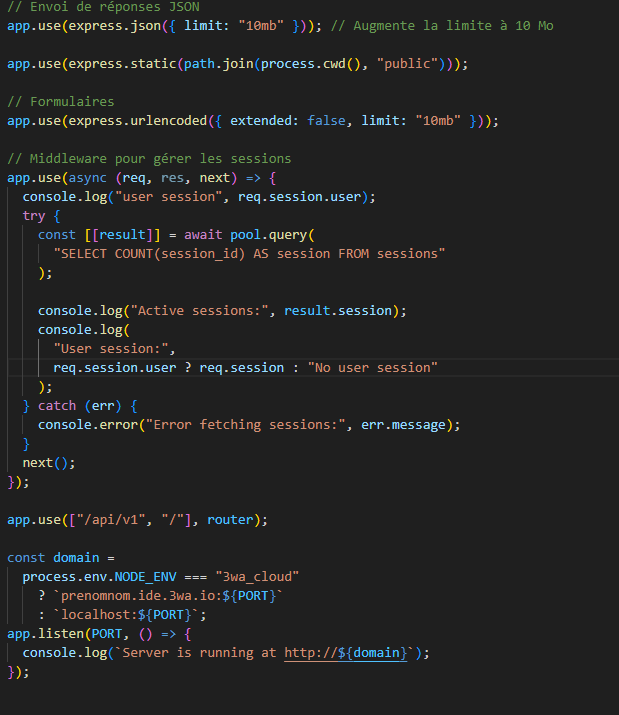 // Envoi de réponses JSON
app.use(express.json({ limit: "10mb" })); // Augmente la limite à 10 Mo
app.use(express.static(path.join(process.cwd(), "public")));
// Formulaires
app.use(express.urlencoded({ extended: false, limit: "10mb" }));
// Middleware pour gérer les sessions
app.use(async (req, res, next) => {
console.log("user session", req.session.user);
try {
const [[result]] = await pool.query(
"SELECT COUNT(session_id) AS session FROM sessions"
);
console.log("Active sessions:", result.session);
console.log(
"User session:",
req.session.user ? req.session : "No user session"
);
} catch (err) {
console.error("Error fetching sessions:", err.message);
}
next();
});
app.use(["/api/v1", "/"], router);
const domain =
process.env.NODE_ENV === "3wa_cloud"
? `prenomnom.ide.3wa.io:${PORT}`
: `localhost:${PORT}`;
app.listen(PORT, () => {
console.log(`Server is running at http://${domain}`);
});